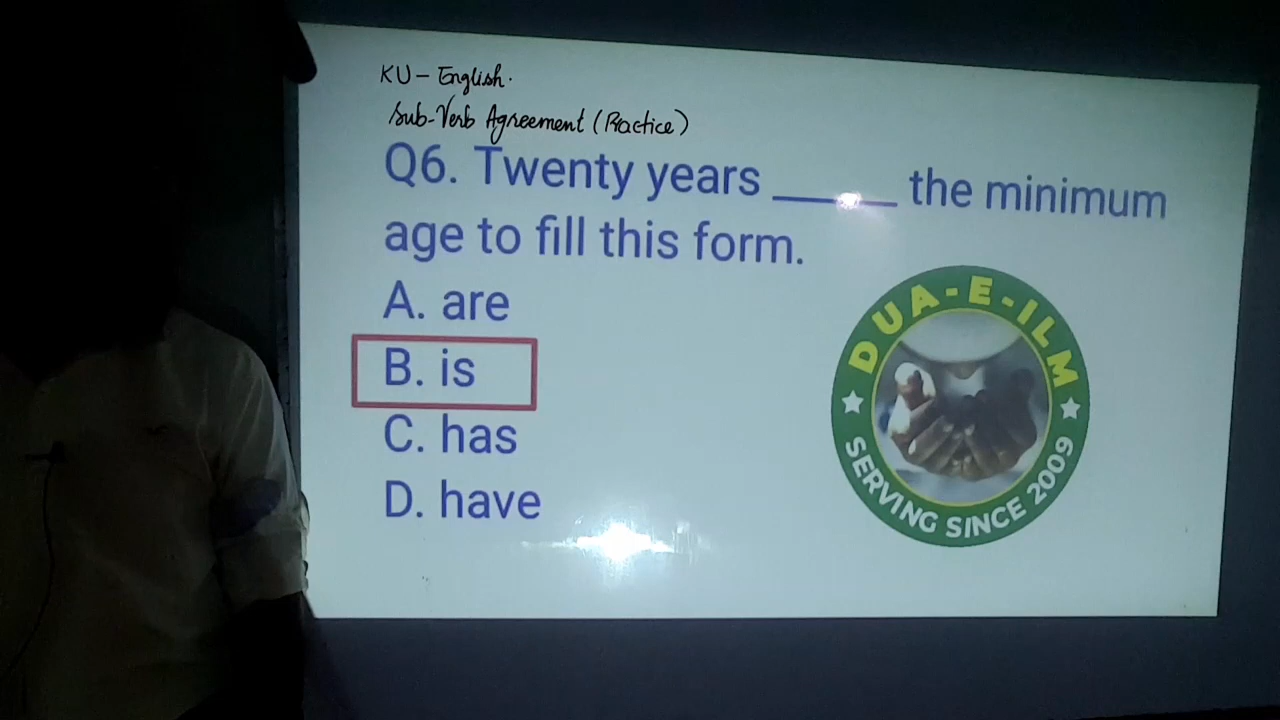 KU - English.
Sub-Verb Agreement (Practice)
Q6. Twenty years _____ the minimum
age to fill this form.
A. are
B. is
C. has
D. have
DUA-E-ILM
SERVING SINCE 2009